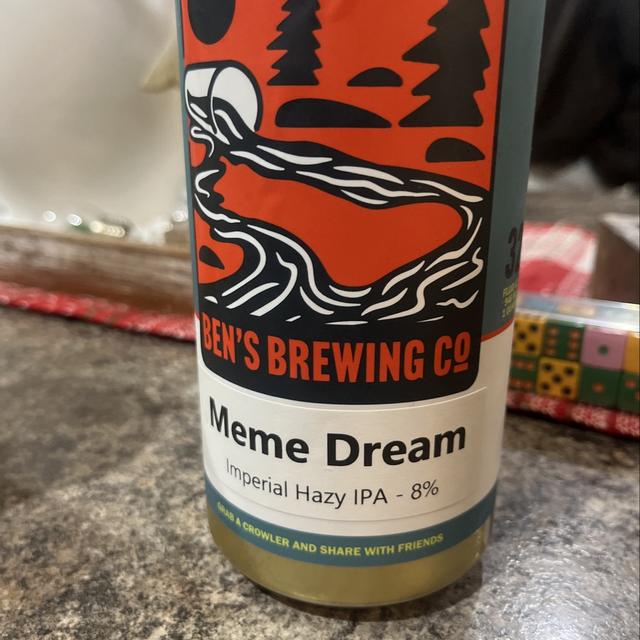 BEN'S BREWING CO
Meme Dream
Imperial Hazy IPA - 8%
GRAB A CROWLER AND SHARE WITH FRIENDS